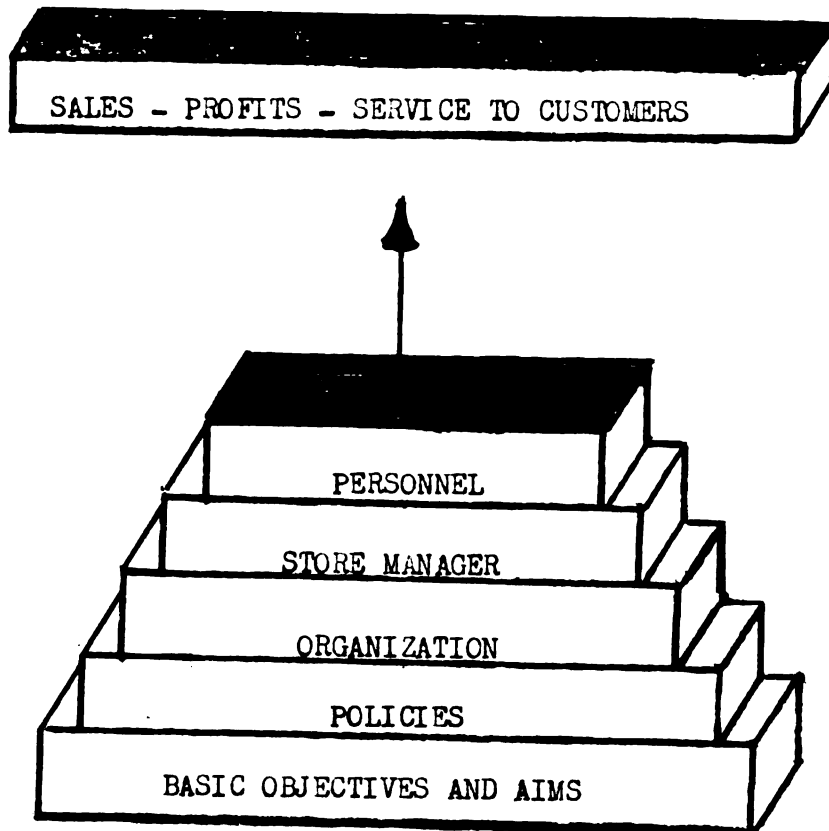 SALES - PROFITS - SERVICE TO CUSTOMERS
PERSONNEL
STORE MANAGER
ORGANIZATION
POLICIES
BASIC OBJECTIVES AND AIMS